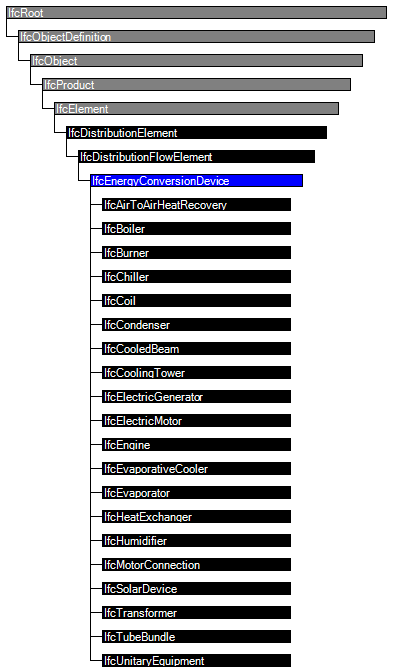 IfcRoot
IfcObjectDefinition
IfcObject
IfcProduct
IfcElement
IfcDistributionElement
IfcDistributionFlowElement
IfcEnergyConversionDevice
IfcAirToAirHeatRecovery
IfcBoiler
IfcBurner
IfcChiller
IfcCoil
IfcCondenser
IfcCooledBeam
IfcCoolingTower
IfcElectricGenerator
IfcElectricMotor
IfcEngine
IfcEvaporativeCooler
IfcEvaporator
IfcHeatExchanger
IfcHumidifier
IfcMotorConnection
IfcSolarDevice
IfcTransformer
IfcTubeBundle
IfcUnitaryEquipment